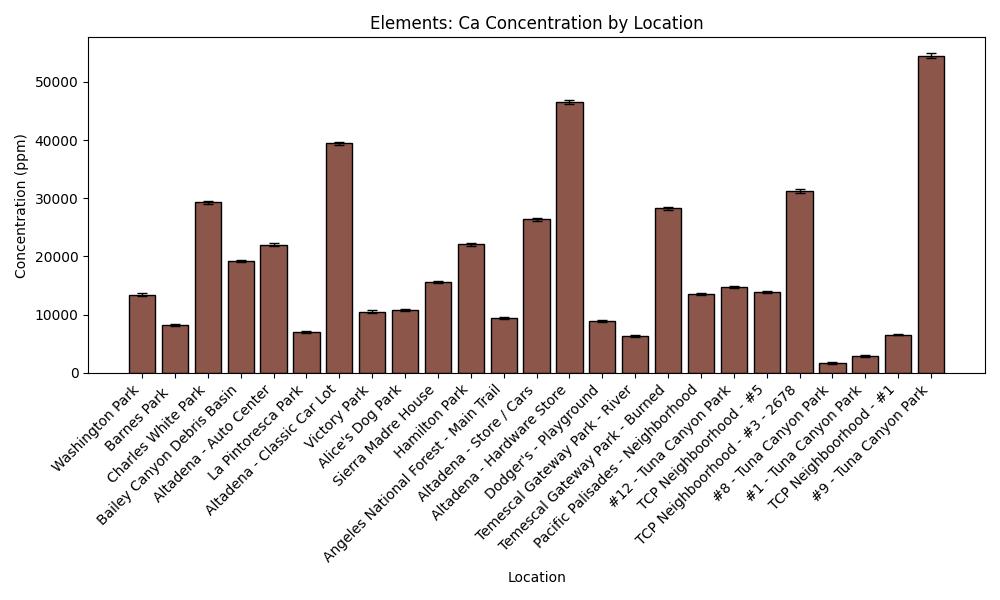 Elements: Ca Concentration by Location
Concentration (ppm)
50000
40000
30000
20000
10000
0
Washington Park
Barnes Park
Charles White Park
Bailey Canyon Debris Basin
Altadena - Auto Center
La Pintoresca Park
Altadena - Classic Car Lot
Victory Park
Alice's Dog Park
Sierra Madre House
Hamilton Park
Angeles National Forest - Main Trail
Altadena - Store / Cars
Altadena - Hardware Store
Dodger's - Playground
Temescal Gateway Park - River
Temescal Gateway Park - Burned
Pacific Palisades - Neighborhood
#12 - Tuna Canyon Park
TCP Neighborhood - #5
TCP Neighborhood - #3 - 2678
#8 - Tuna Canyon Park
#1 - Tuna Canyon Park
TCP Neighborhood - #1
#9 - Tuna Canyon Park
Location